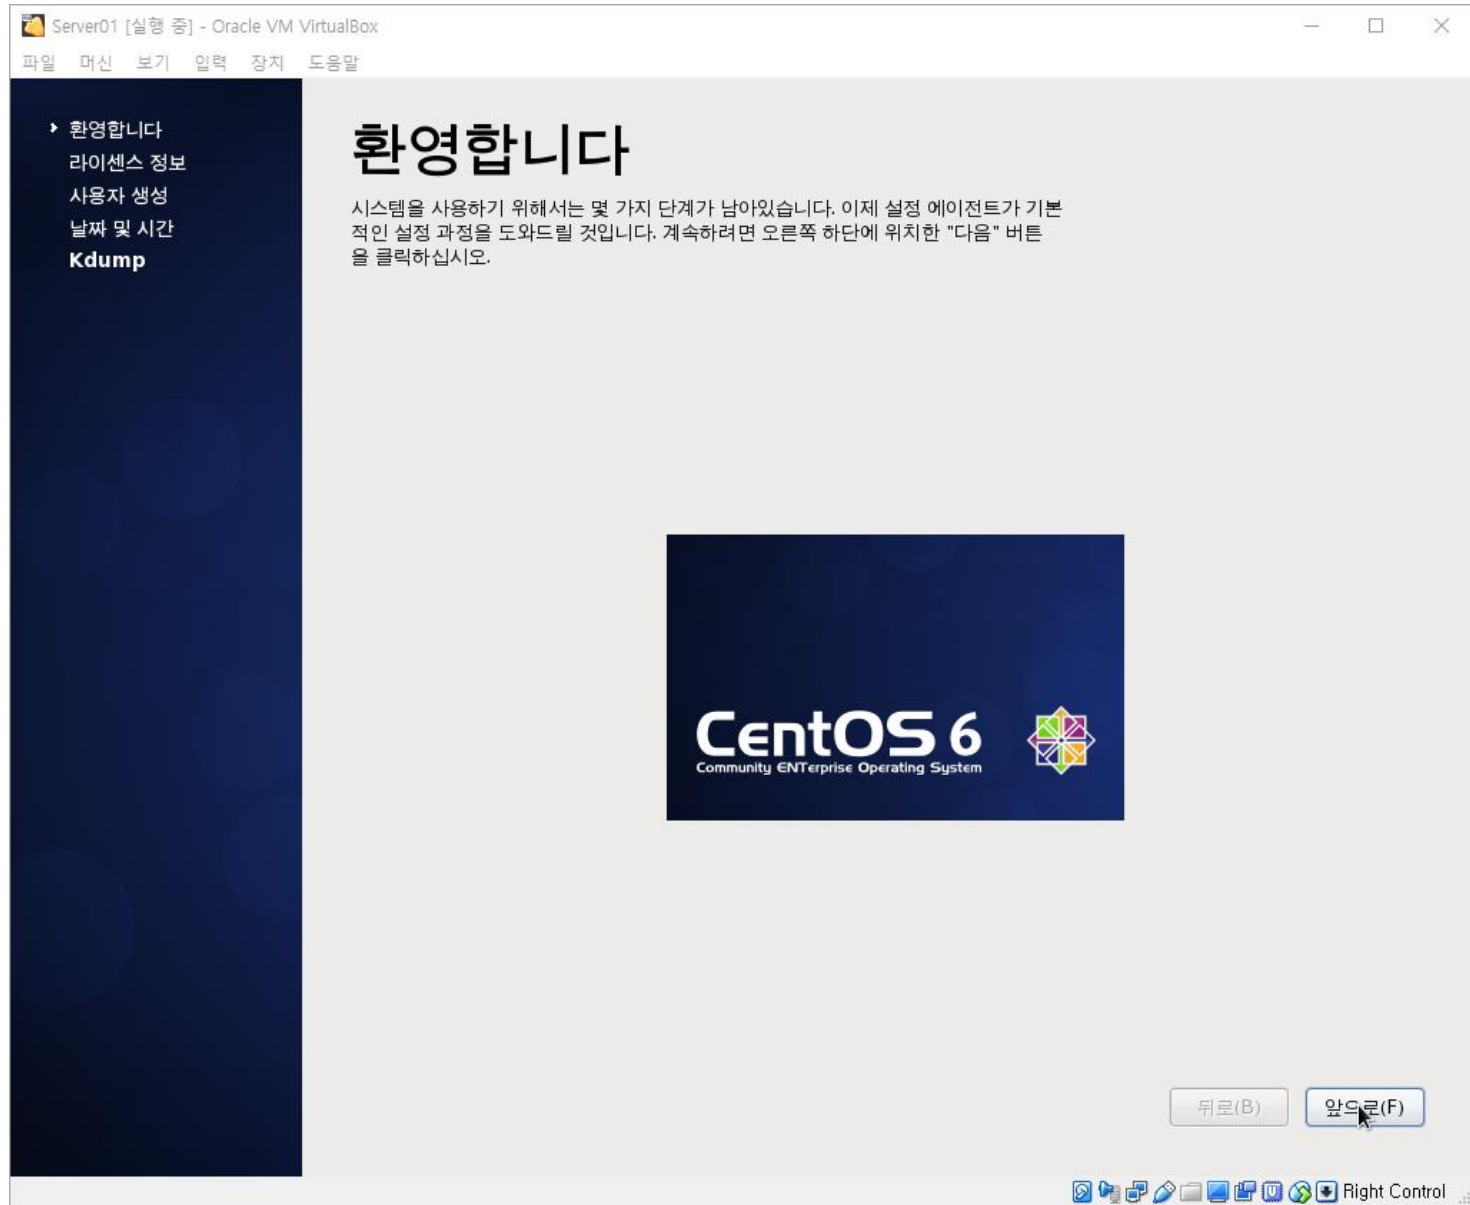 Server01 [실행 중] - Oracle VM VirtualBox
파일 머신 보기 입력 장치 도움말
환영합니다
라이센스 정보
사용자 생성
날짜 및 시간
Kdump
환영합니다
시스템을 사용하기 위해서는 몇 가지 단계가 남아있습니다. 이제 설정 에이전트가 기본
적인 설정 과정을 도와드릴 것입니다. 계속하려면 오른쪽 하단에 위치한 "다음" 버튼
을 클릭하십시오.
CentOS 6
Community ENTerprise Operating System
뒤로(B) 앞으로(F)
Right Control